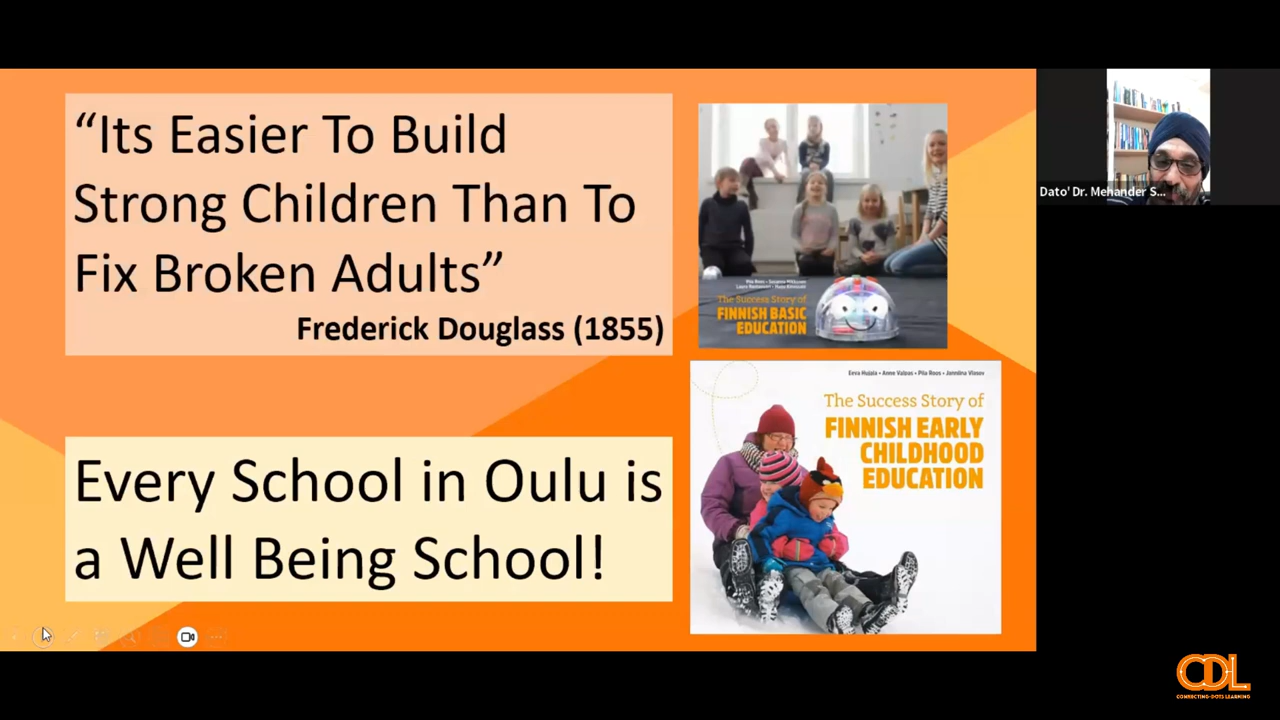 “Its Easier To Build
Strong Children Than To
Fix Broken Adults”
Frederick Douglass (1855)
Every School in Oulu is
a Well Being School!
The Success Story of
FINNISH BASIC
EDUCATION
Eeva Hujala • Anne Valpas • Piia Roos • Janniina Vlasov
The Success Story of
FINNISH EARLY
CHILDHOOD
EDUCATION
Dato' Dr. Mehander S...
CDL
CONNECTING-DOTS LEARNING